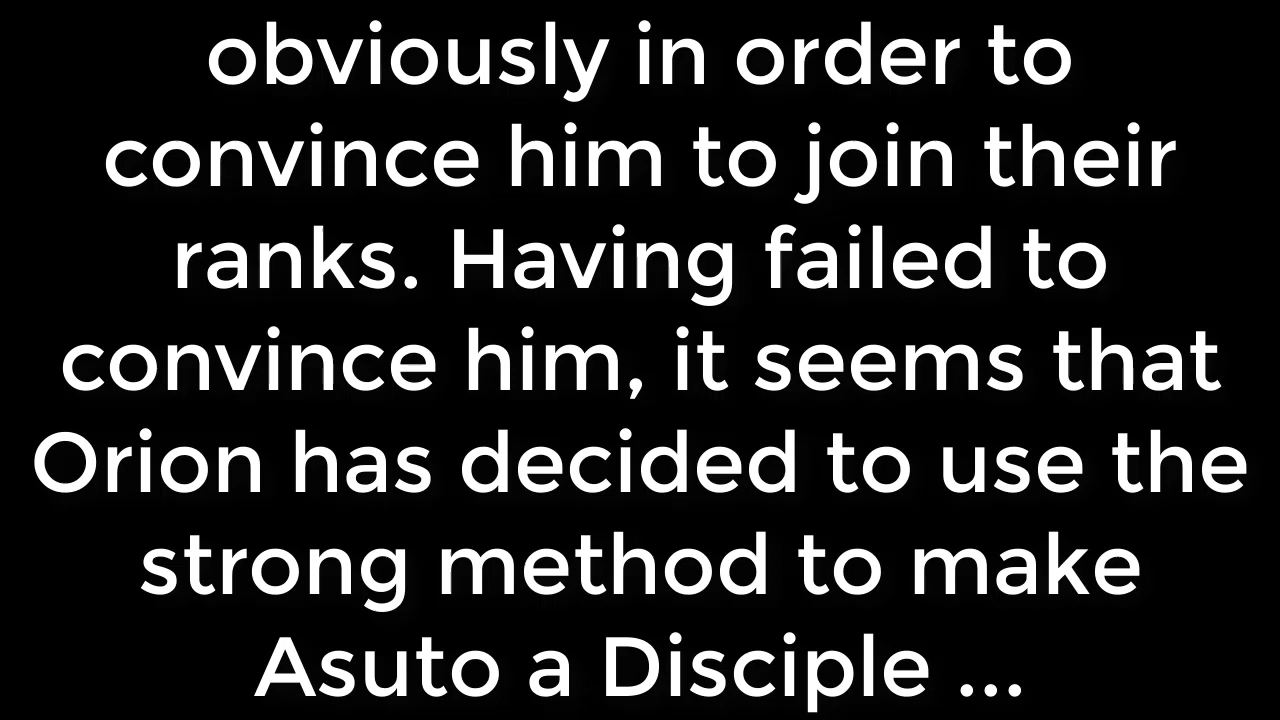 obviously in order to
convince him to join their
ranks. Having failed to
convince him, it seems that
Orion has decided to use the
strong method to make
Asuto a Disciple ...